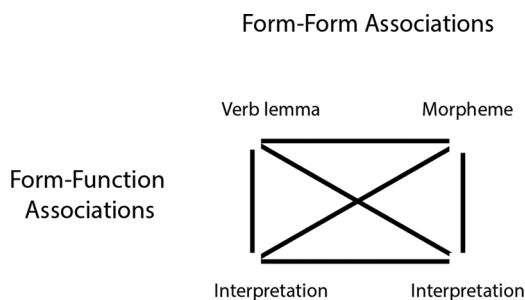 Form-Form Associations
Verb lemma Morpheme
Form-Function
Associations
Interpretation Interpretation